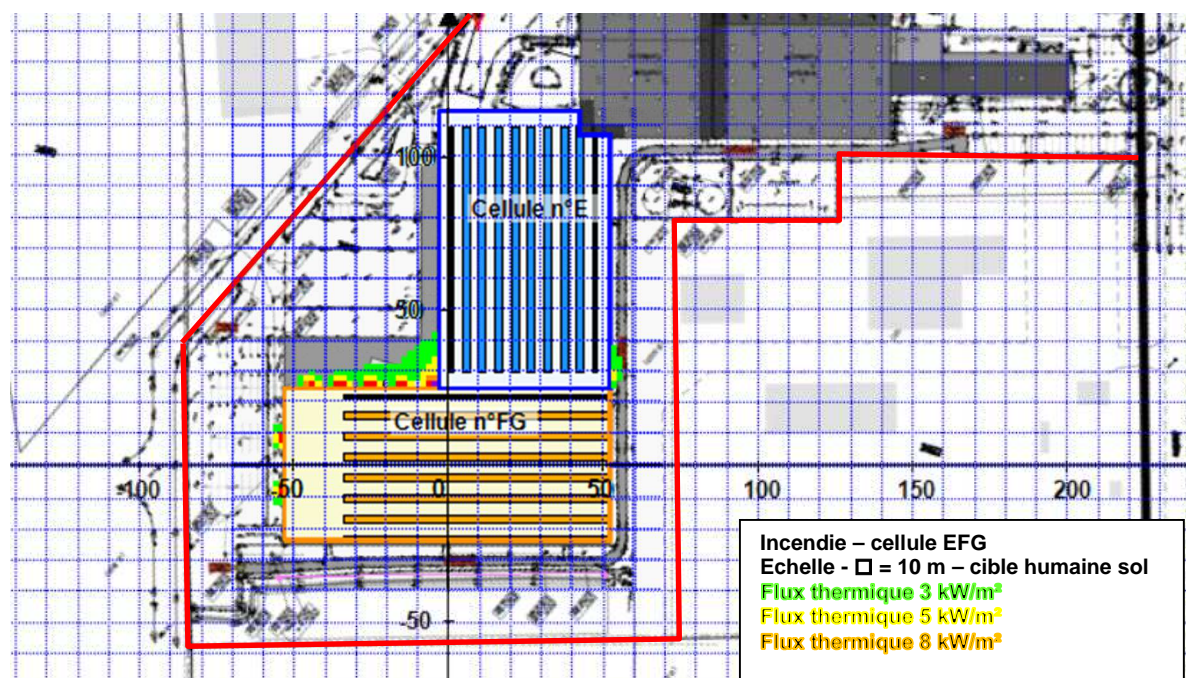 100
Cellule n°E
50
Cellule n°FG
-100
-50
0
50
100
150
200
-50
Incendie – cellule EFG
Echelle - □ = 10 m – cible humaine sol
Flux thermique 3 kW/m²
Flux thermique 5 kW/m²
Flux thermique 8 kW/m²